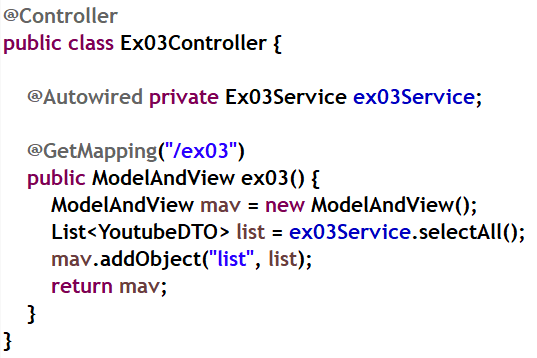 @Controller
public class Ex03Controller {
@Autowired private Ex03Service ex03Service;
@GetMapping("/ex03")
public ModelAndView ex03() {
ModelAndView mav = new ModelAndView();
List<YoutubeDTO> list = ex03Service.selectAll();
mav.addObject("list", list);
return mav;
}
}